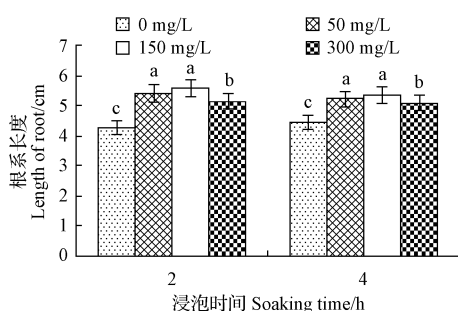 0 mg/L 50 mg/L
150 mg/L 300 mg/L
7
6
5
4
3
2
1
0
根系长度
Length of root/cm
c a a b
c a a b
2 4
浸泡时间 Soaking time/h